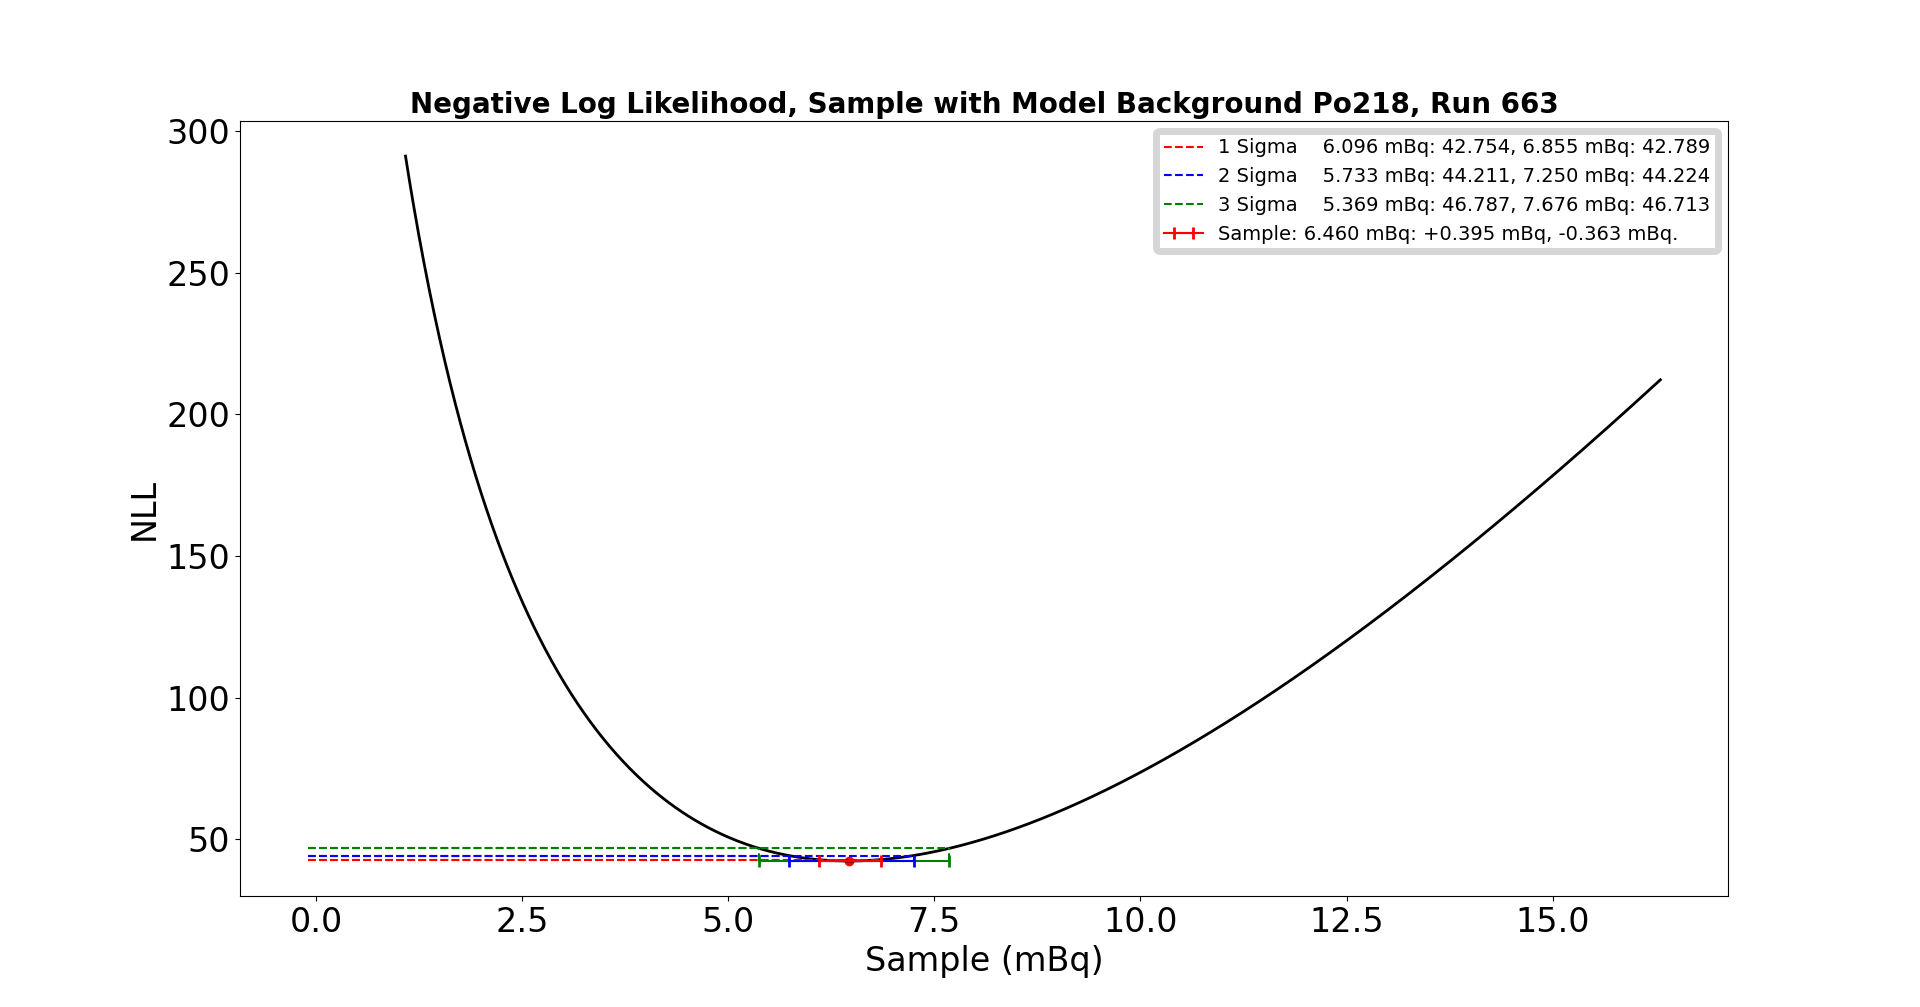 Negative Log Likelihood, Sample with Model Background Po218, Run 663
300
250
200
150
100
50
NLL
1 Sigma    6.096 mBq: 42.754, 6.855 mBq: 42.789
2 Sigma    5.733 mBq: 44.211, 7.250 mBq: 44.224
3 Sigma    5.369 mBq: 46.787, 7.676 mBq: 46.713
Sample: 6.460 mBq: +0.395 mBq, -0.363 mBq.
0.0 2.5 5.0 7.5 10.0 12.5 15.0
Sample (mBq)